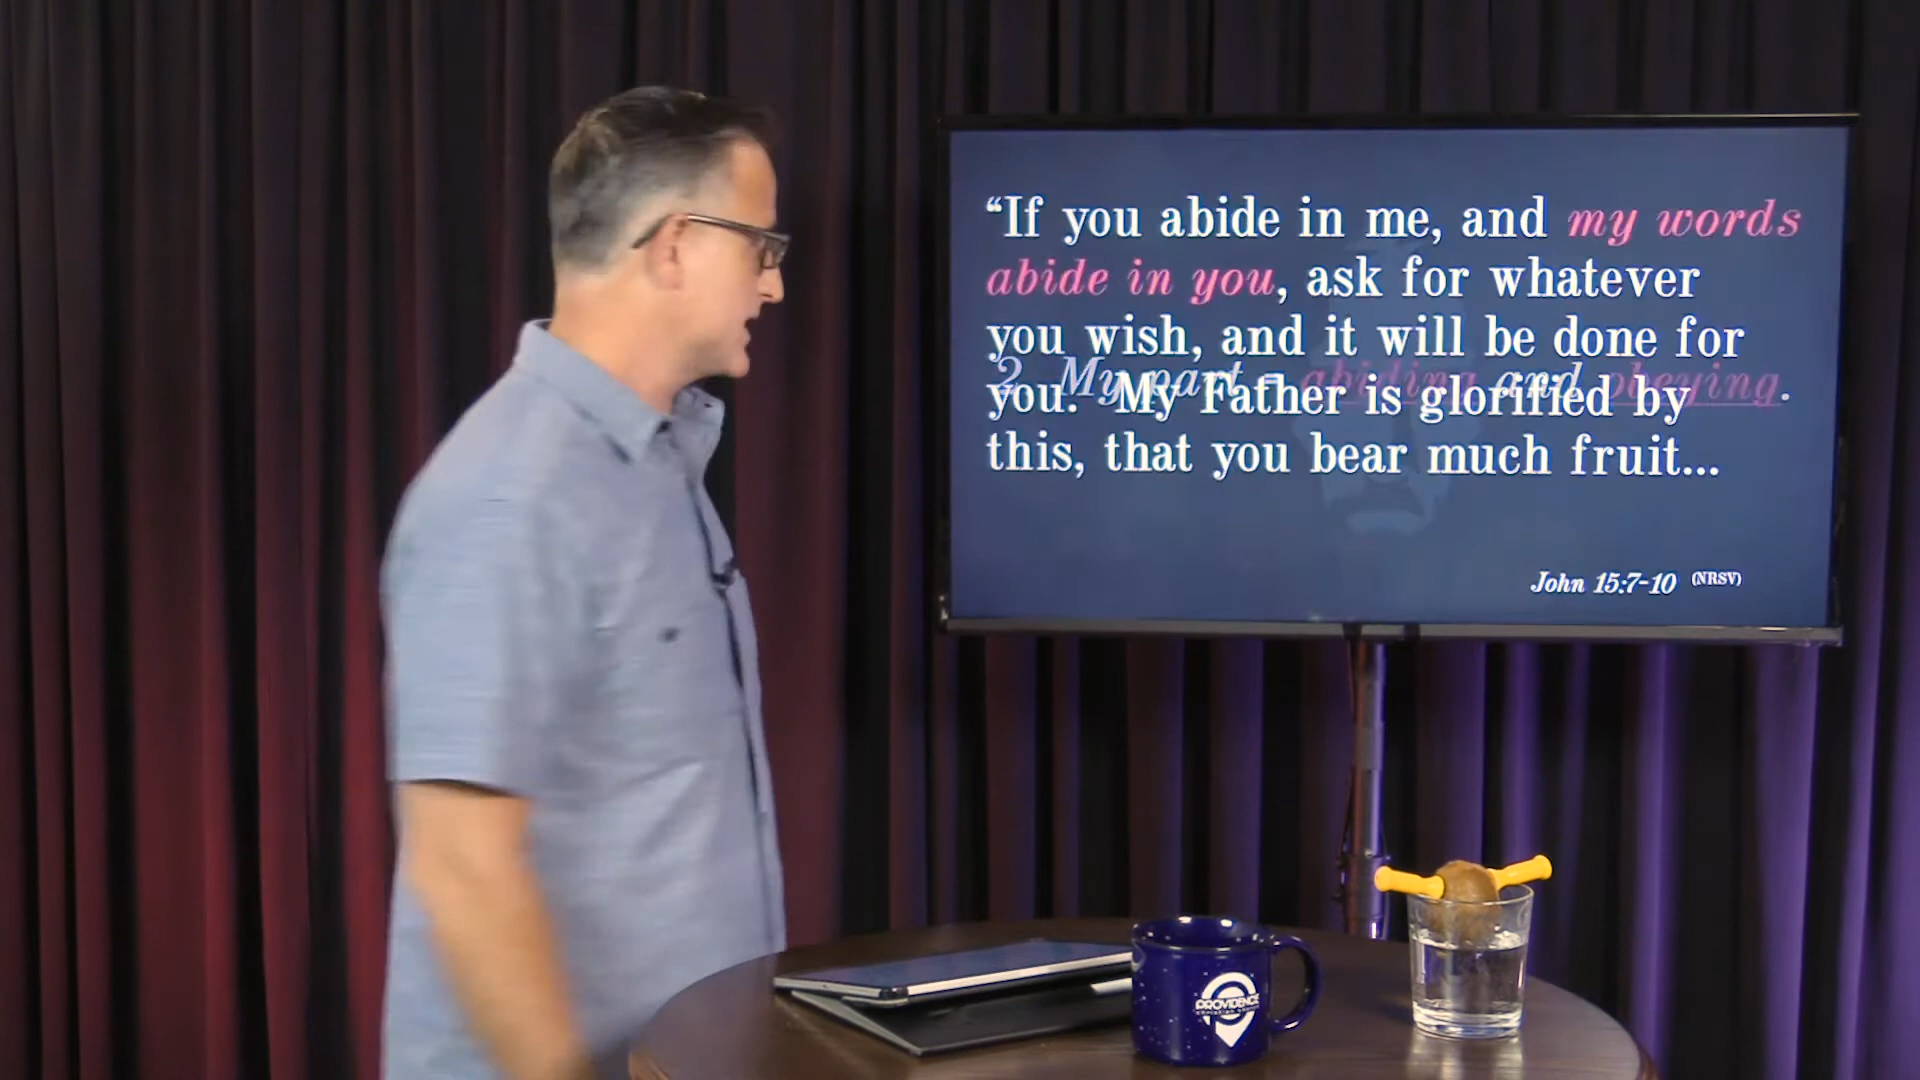 “If you abide in me, and my words
abide in you, ask for whatever
you wish, and it will be done for
2 My part - abiding and obeying.
you. My Father is glorified by
this, that you bear much fruit...
John 15:7-10 (NRSV)
PROVIDENCE
christian church